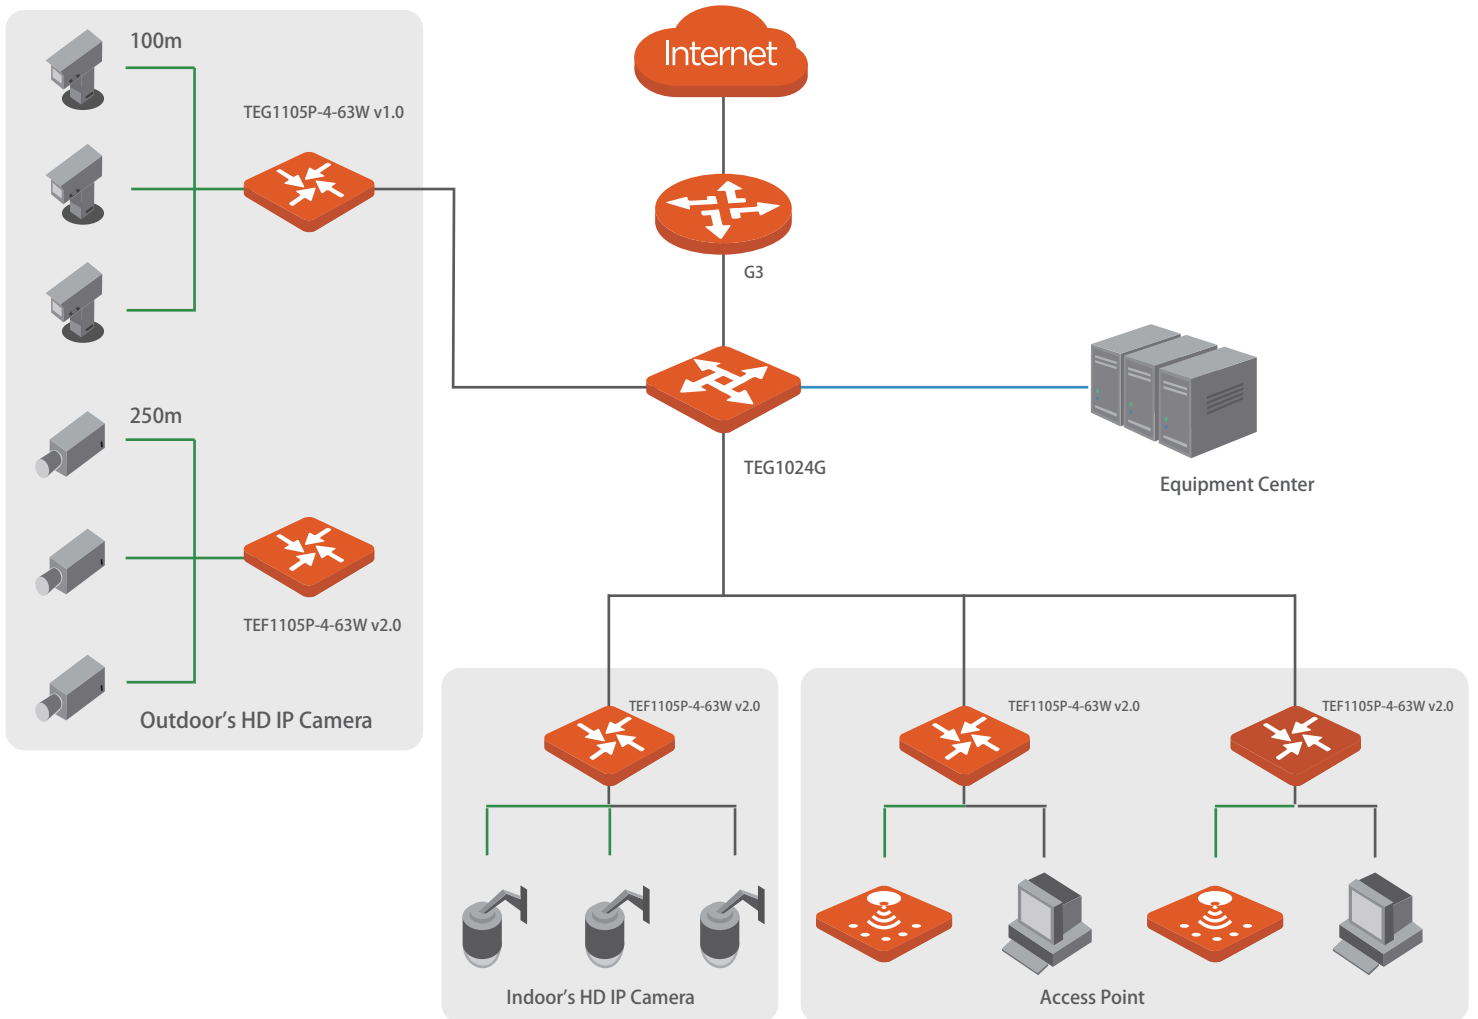 Internet
100m
TEG1105P-4-63W v1.0
G3
250m
TEG1024G
Equipment Center
TEF1105P-4-63W v2.0
Outdor's HD IP Camera
TEF1105P-4-63W v2.0
TEF1105P-4-63W v2.0
TEF1105P-4-63W v2.0
Indoor's HD IP Camera
Access Point